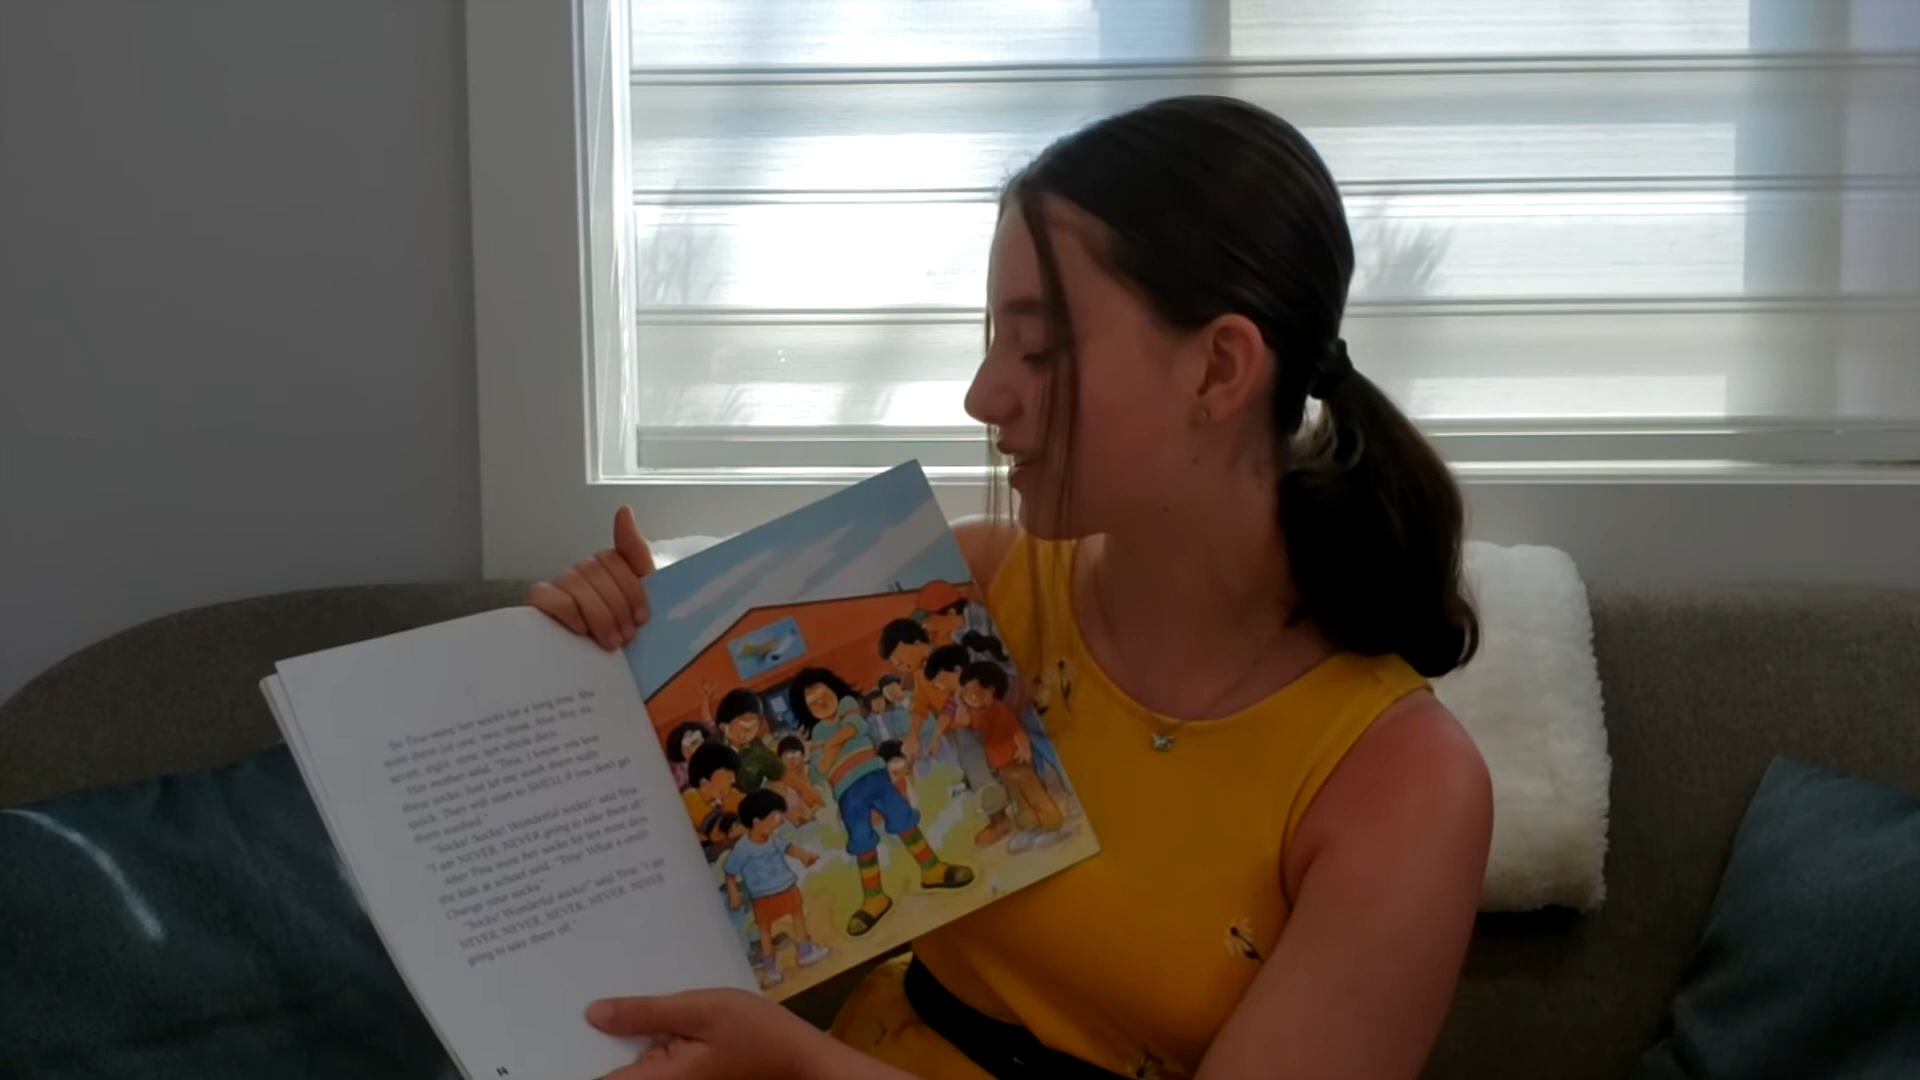 So Tina wore her socks for a long time. She
wore them for one, two, three, four, five, six,
seven, eight, nine, ten whole days.
Her mother said, "Tina, I know you love
these socks. Just let me wash them really
quick. They will start to SMELL if you don't get
them washed."
"Socks! Socks! Wonderful socks!" said Tina.
"I am NEVER, NEVER going to take them off."
After Tina wore her socks for ten more days,
the kids at school said, "Tina! What a smell!
Change your socks."
"Socks! Wonderful socks!" said Tina. "I am
NEVER, NEVER, NEVER, NEVER, NEVER
going to take them off."
14